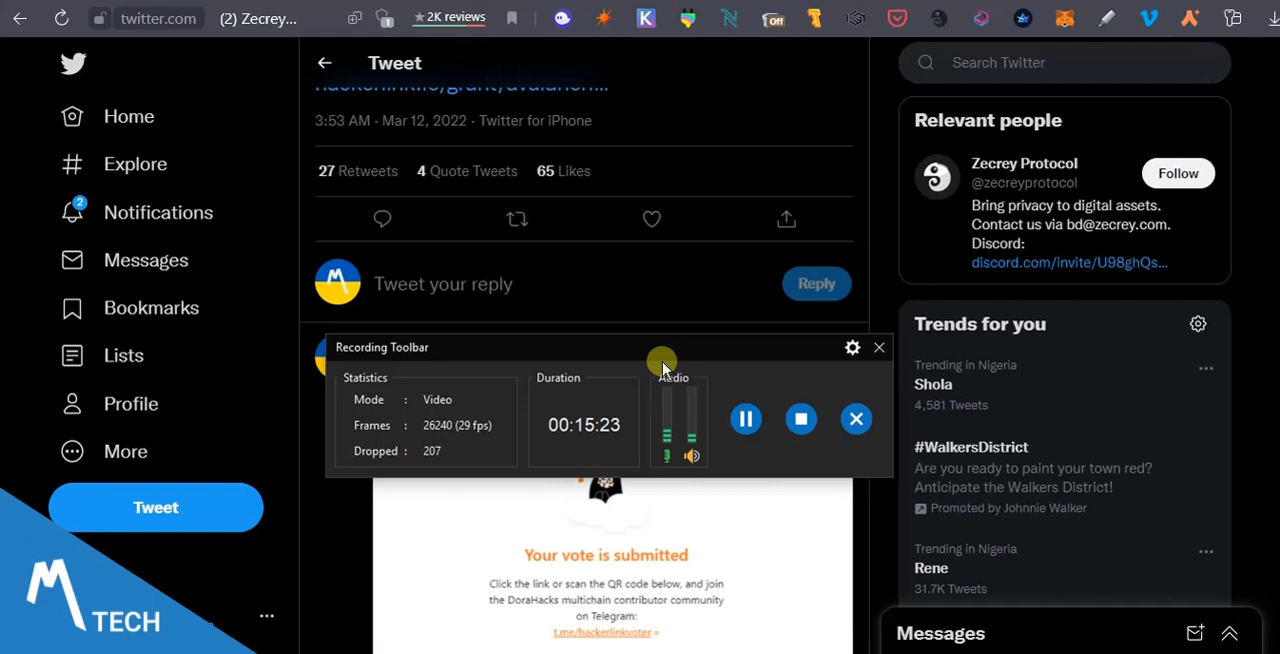 twitter.com
(2) Zecrey...
1
2K reviews
Off
Home
Explore
2
Notifications
Messages
Bookmarks
Lists
Profile
More
Tweet
M TECH
Tweet
3:53 AM · Mar 12, 2022 · Twitter for iPhone
27 Retweets 4 Quote Tweets 65 Likes
Tweet your reply
Reply
Recording Toolbar
Statistics
Mode : Video
Frames : 26240 (29 fps)
Dropped : 207
Duration
00:15:23
Audio
Your vote is submitted
Click the link or scan the QR code below, and join
the DoraHacks multichain contributor community
on Telegram:
t.me/hackerlinkvoter »
Search Twitter
Relevant people
Zecrey Protocol
@zecreyprotocol
Follow
Bring privacy to digital assets.
Contact us via bd@zecrey.com.
Discord:
discord.com/invite/U98ghQs...
Trends for you
Trending in Nigeria
Shola
4,581 Tweets
#WalkersDistrict
Are you ready to paint your town red?
Anticipate the Walkers District!
Promoted by Johnnie Walker
Trending in Nigeria
Rene
31.7K Tweets
Messages